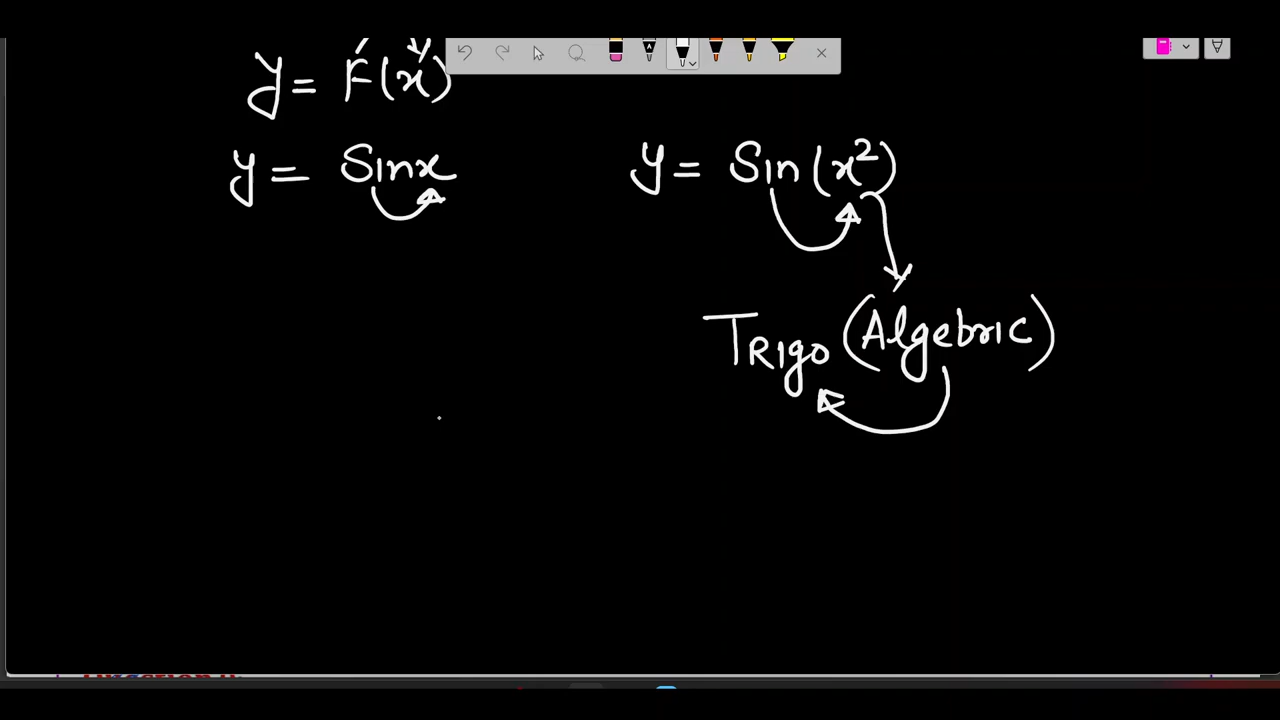 y = F(x)
y = Sinx
y = Sin(x²)
Trigo (Algebric)